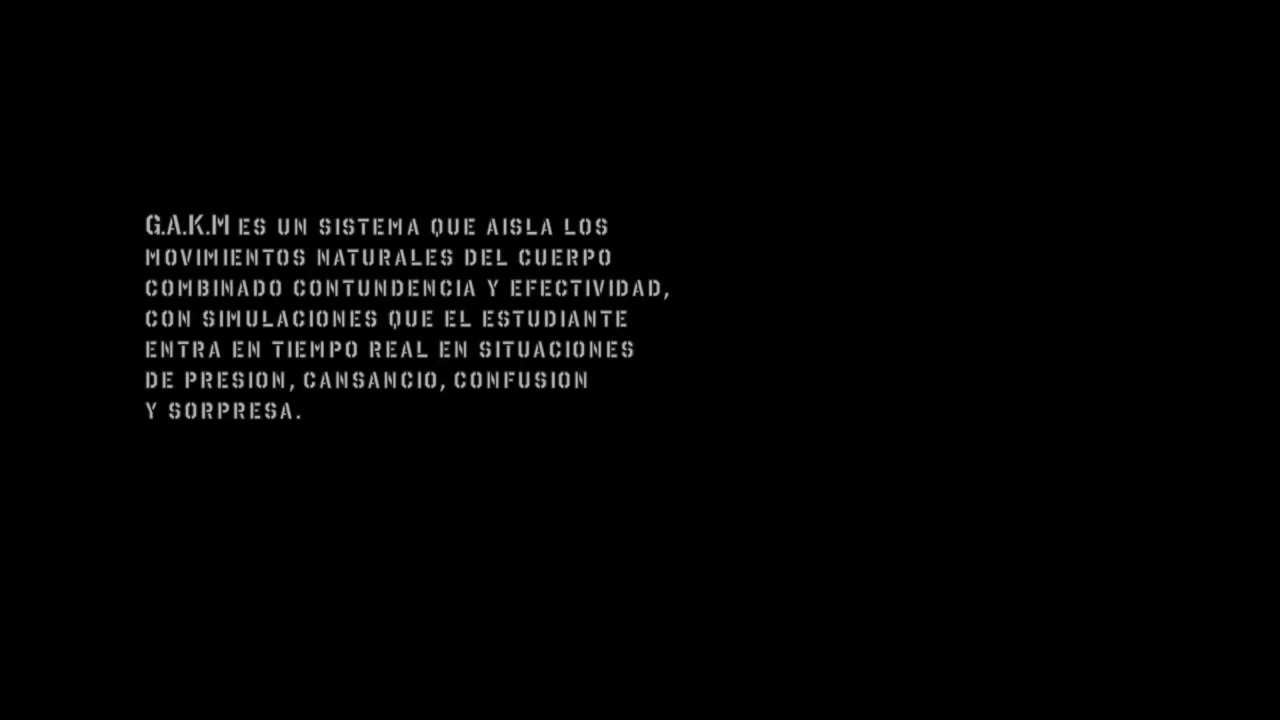 G.A.K.M ES UN SISTEMA QUE AISLA LOS
MOVIMIENTOS NATURALES DEL CUERPO
COMBINADO CONTUNDENCIA Y EFECTIVIDAD,
CON SIMULACIONES QUE EL ESTUDIANTE
ENTRA EN TIEMPO REAL EN SITUACIONES
DE PRESION, CANSANCIO, CONFUSION
Y SORPRESA.